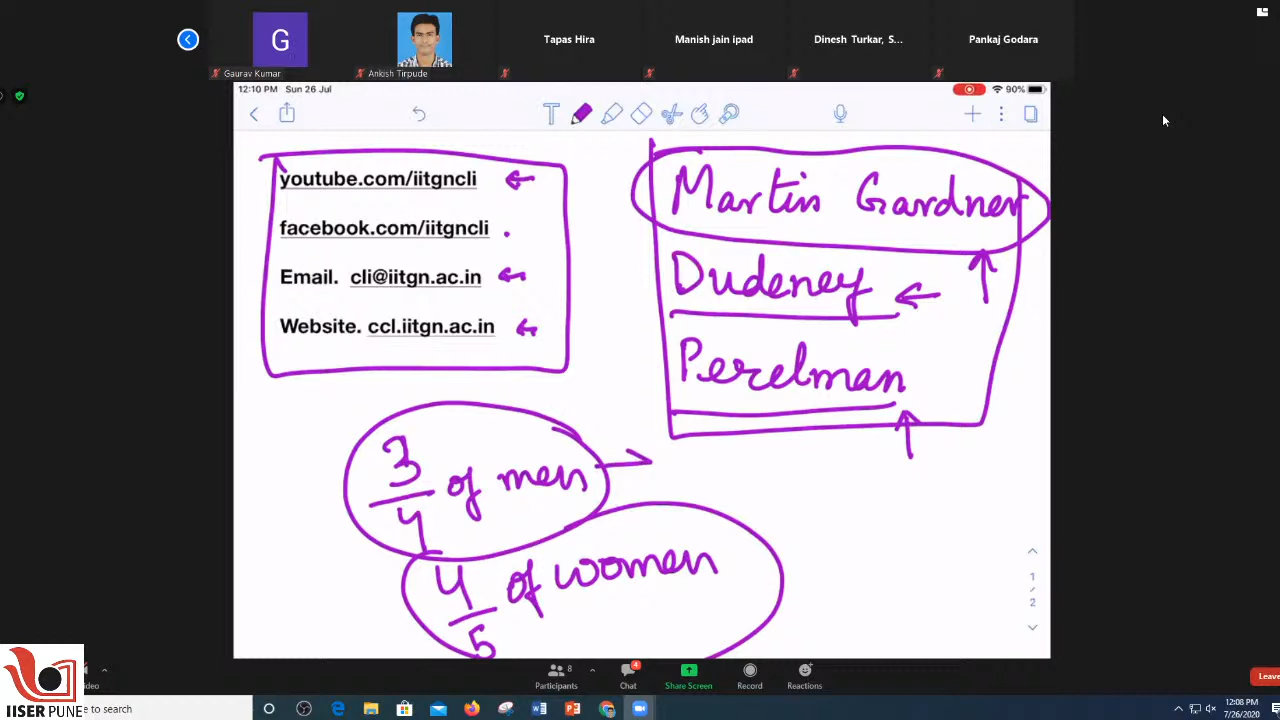 G
Tapas Hira
Manish jain ipad
Dinesh Turkar, S...
Pankaj Godara
Gaurav Kumar
Ankish Tirpude
12:10 PM Sun 26 Jul
90%
T
youtube.com/iitgncli
facebook.com/iitgncli
Email. cli@iitgn.ac.in
Website. ccl.iitgn.ac.in
Martin Gardner
Dudeney
Perelman
3/4 of men
4/5 of women
1
/
2
8
4
ideo
Participants
Chat
Share Screen
Record
Reactions
Leave
IISER PUNE
e to search
12:08 PM
7/26/2020